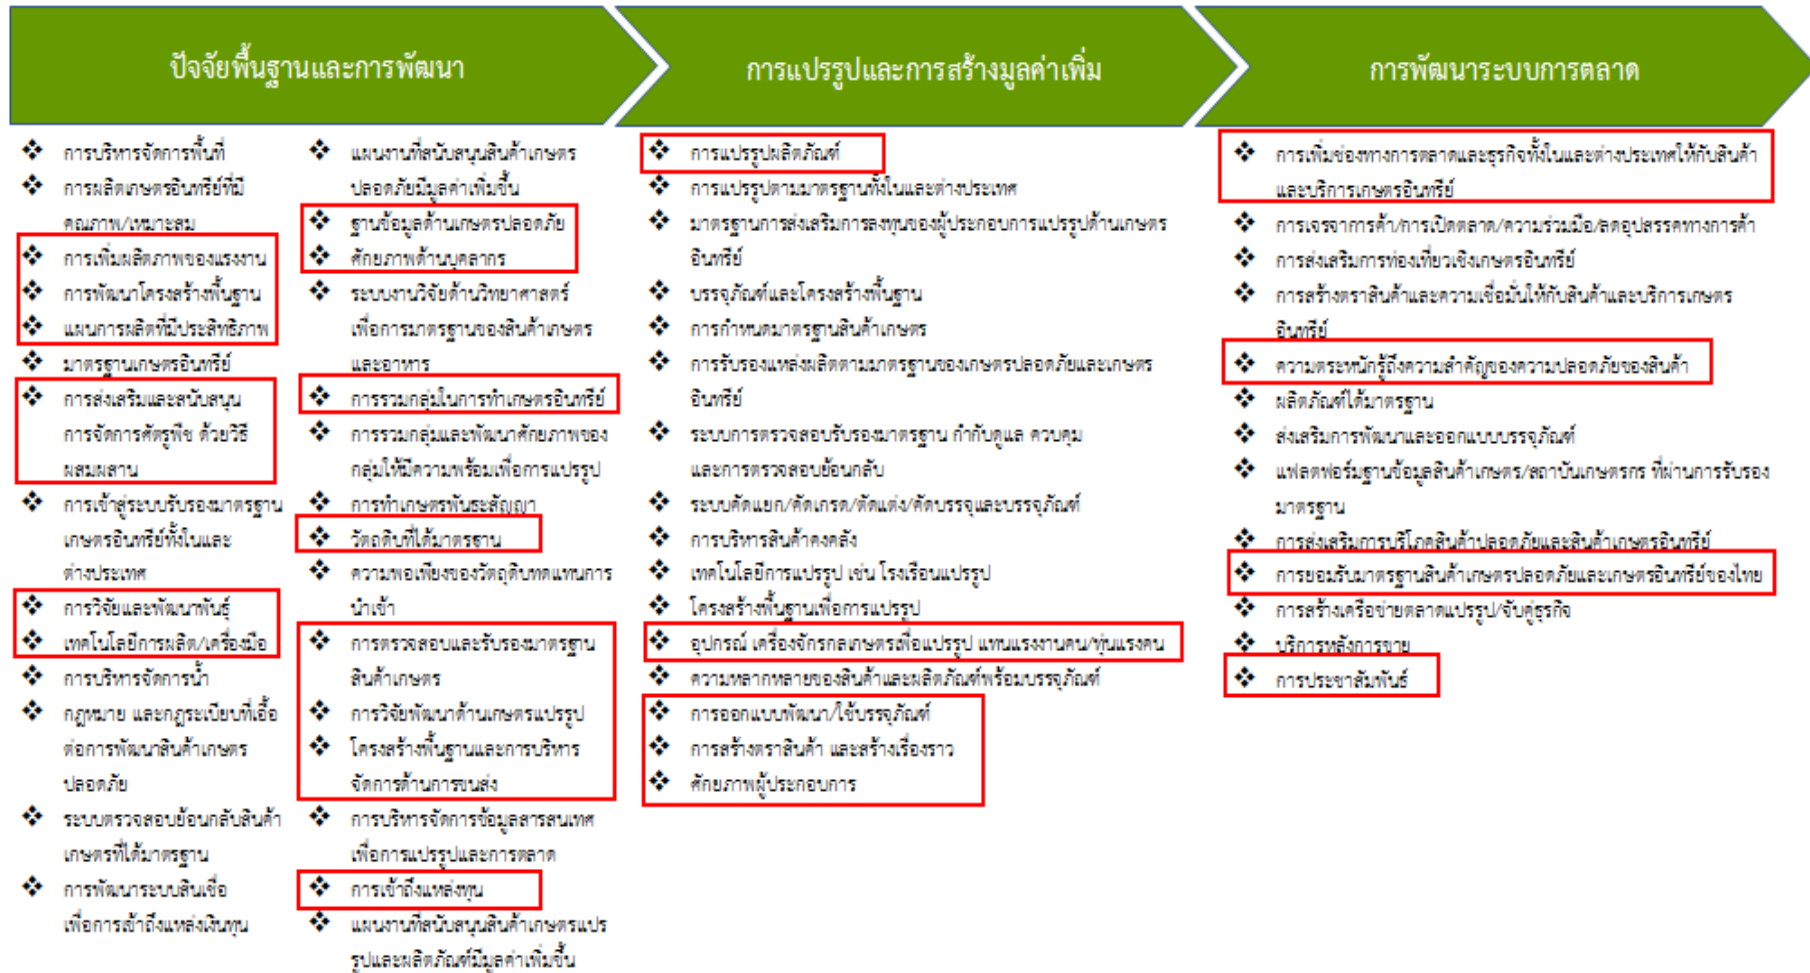 ปัจจัยพื้นฐานและการพัฒนา
การแปรรูปและการสร้างมูลค่าเพิ่ม
การพัฒนาระบบการตลาด
❖ การบริหารจัดการพื้นที่
❖ การผลิตเกษตรอินทรีย์ที่มี
คุณภาพ/เหมาะสม
❖ การเพิ่มผลิตภาพของแรงงาน
❖ การพัฒนาโครงสร้างพื้นฐาน
❖ แผนการผลิตที่มีประสิทธิภาพ
❖ มาตรฐานเกษตรอินทรีย์
❖ การส่งเสริมและสนับสนุน
การจัดการศัตรูพืช ด้วยวิธี
ผสมผสาน
❖ การเข้าสู่ระบบรับรองมาตรฐาน
เกษตรอินทรีย์ทั้งในและ
ต่างประเทศ
❖ การวิจัยและพัฒนาพันธุ์
❖ เทคโนโลยีการผลิต/เครื่องมือ
❖ การบริหารจัดการน้ำ
❖ กฎหมาย และกฎระเบียบที่เอื้อ
ต่อการพัฒนาสินค้าเกษตร
ปลอดภัย
❖ ระบบตรวจสอบย้อนกลับสินค้า
เกษตรที่ได้มาตรฐาน
❖ การพัฒนาระบบสินเชื่อ
เพื่อการเข้าถึงแหล่งเงินทุน
❖ แผนงานที่สนับสนุนสินค้าเกษตร
ปลอดภัยมีมูลค่าเพิ่มขึ้น
❖ ฐานข้อมูลด้านเกษตรปลอดภัย
❖ ศักยภาพด้านบุคลากร
❖ ระบบงานวิจัยด้านวิทยาศาสตร์
เพื่อการมาตรฐานของสินค้าเกษตร
และอาหาร
❖ การรวมกลุ่มในการทำเกษตรอินทรีย์
❖ การรวมกลุ่มและพัฒนาศักยภาพของ
กลุ่มให้มีความพร้อมเพื่อการแปรรูป
❖ การทำเกษตรพันธะสัญญา
❖ วัตถุดิบที่ได้มาตรฐาน
❖ ความพอเพียงของวัตถุดิบทดแทนการ
นำเข้า
❖ การตรวจสอบและรับรองมาตรฐาน
สินค้าเกษตร
❖ การวิจัยพัฒนาด้านเกษตรแปรรูป
❖ โครงสร้างพื้นฐานและการบริหาร
จัดการด้านการขนส่ง
❖ การบริหารจัดการข้อมูลสารสนเทศ
เพื่อการแปรรูปและการตลาด
❖ การเข้าถึงแหล่งทุน
❖ แผนงานที่สนับสนุนสินค้าเกษตรแปร
รูปและผลิตภัณฑ์มีมูลค่าเพิ่มขึ้น
❖ การแปรรูปผลิตภัณฑ์
❖ การแปรรูปตามมาตรฐานทั้งในและต่างประเทศ
❖ มาตรฐานการส่งเสริมการลงทุนของผู้ประกอบการแปรรูปด้านเกษตร
อินทรีย์
❖ บรรจุภัณฑ์และโครงสร้างพื้นฐาน
❖ การกำหนดมาตรฐานสินค้าเกษตร
❖ การรับรองแหล่งผลิตตามมาตรฐานของเกษตรปลอดภัยและเกษตร
อินทรีย์
❖ ระบบการตรวจสอบรับรองมาตรฐาน กำกับดูแล ควบคุม
และการตรวจสอบย้อนกลับ
❖ ระบบคัดแยก/คัดเกรด/ตัดแต่ง/คัดบรรจุและบรรจุภัณฑ์
❖ การบริหารสินค้าคงคลัง
❖ เทคโนโลยีการแปรรูป เช่น โรงเรือนแปรรูป
❖ โครงสร้างพื้นฐานเพื่อการแปรรูป
❖ อุปกรณ์ เครื่องจักรกลเกษตรเพื่อแปรรูป แทนแรงงานคน/ทุ่นแรงคน
❖ ความหลากหลายของสินค้าและผลิตภัณฑ์พร้อมบรรจุภัณฑ์
❖ การออกแบบพัฒนา/ใช้บรรจุภัณฑ์
❖ การสร้างตราสินค้า และสร้างเรื่องราว
❖ ศักยภาพผู้ประกอบการ
❖ การเพิ่มช่องทางการตลาดและธุรกิจทั้งในและต่างประเทศให้กับสินค้า
และบริการเกษตรอินทรีย์
❖ การเจรจาการค้า/การเปิดตลาด/ความร่วมมือ/ลดอุปสรรคทางการค้า
❖ การส่งเสริมการท่องเที่ยวเชิงเกษตรอินทรีย์
❖ การสร้างตราสินค้าและความเชื่อมั่นให้กับสินค้าและบริการเกษตร
อินทรีย์
❖ ความตระหนักรู้ถึงความสำคัญของความปลอดภัยของสินค้า
❖ ผลิตภัณฑ์ได้มาตรฐาน
❖ ส่งเสริมการพัฒนาและออกแบบบรรจุภัณฑ์
❖ แฟลตฟอร์มฐานข้อมูลสินค้าเกษตร/สถาบันเกษตรกร ที่ผ่านการรับรอง
มาตรฐาน
❖ การส่งเสริมการบริโภคสินค้าปลอดภัยและสินค้าเกษตรอินทรีย์
❖ การยอมรับมาตรฐานสินค้าเกษตรปลอดภัยและเกษตรอินทรีย์ของไทย
❖ การสร้างเครือข่ายตลาดแปรรูป/จับคู่ธุรกิจ
❖ บริการหลังการขาย
❖ การประชาสัมพันธ์